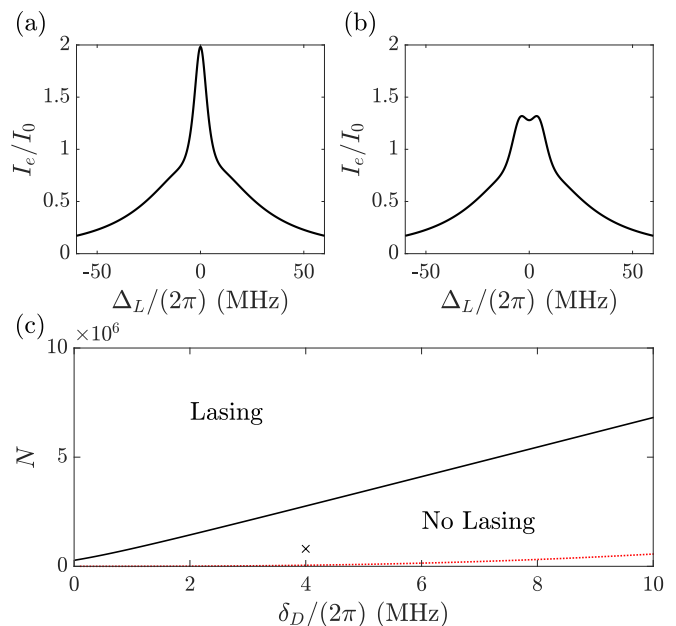 (a) (b)
2 2
1.5 1.5
I_e/I_0 1 I_e/I_0 1
0.5 0.5
0 0
-50 0 50 -50 0 50
Δ_L/(2π) (MHz) Δ_L/(2π) (MHz)
(c) ×10^6
10
Lasing
N 5
No Lasing
0
0 2 4 6 8 10
δ_D/(2π) (MHz)